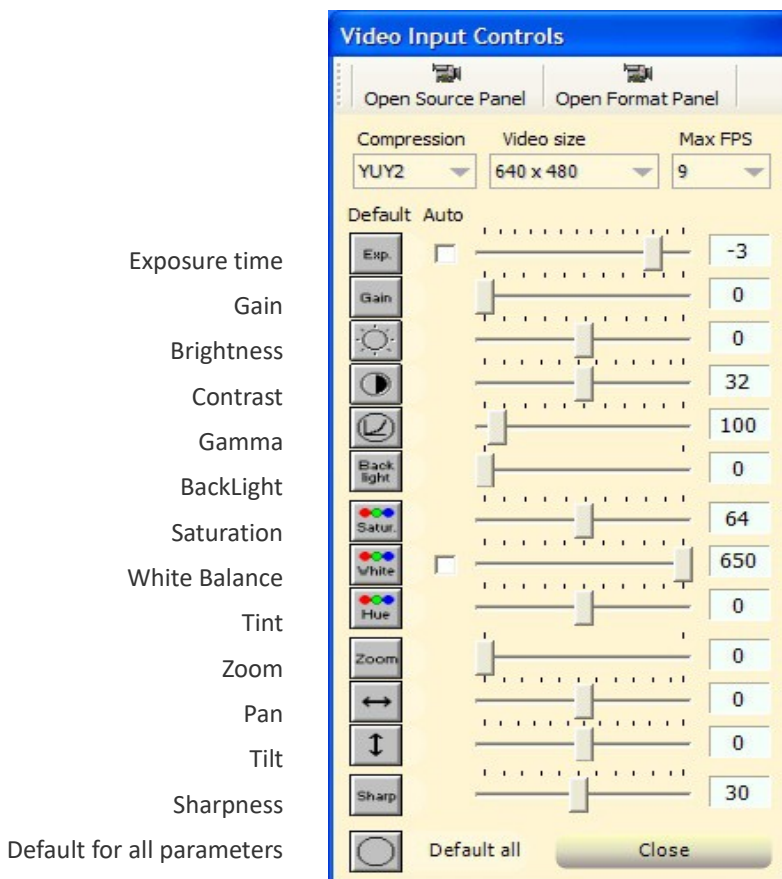 Video Input Controls
Open Source Panel Open Format Panel
Compression Video size Max FPS
YUY2 640 x 480 9
Default Auto
Exposure time Exp. -3
Gain Gain 0
Brightness 0
Contrast 32
Gamma 100
BackLight Back light 0
Saturation Satur. 64
White Balance White 650
Tint Hue 0
Zoom Zoom 0
Pan 0
Tilt 0
Sharpness Sharp 30
Default for all parameters Default all Close